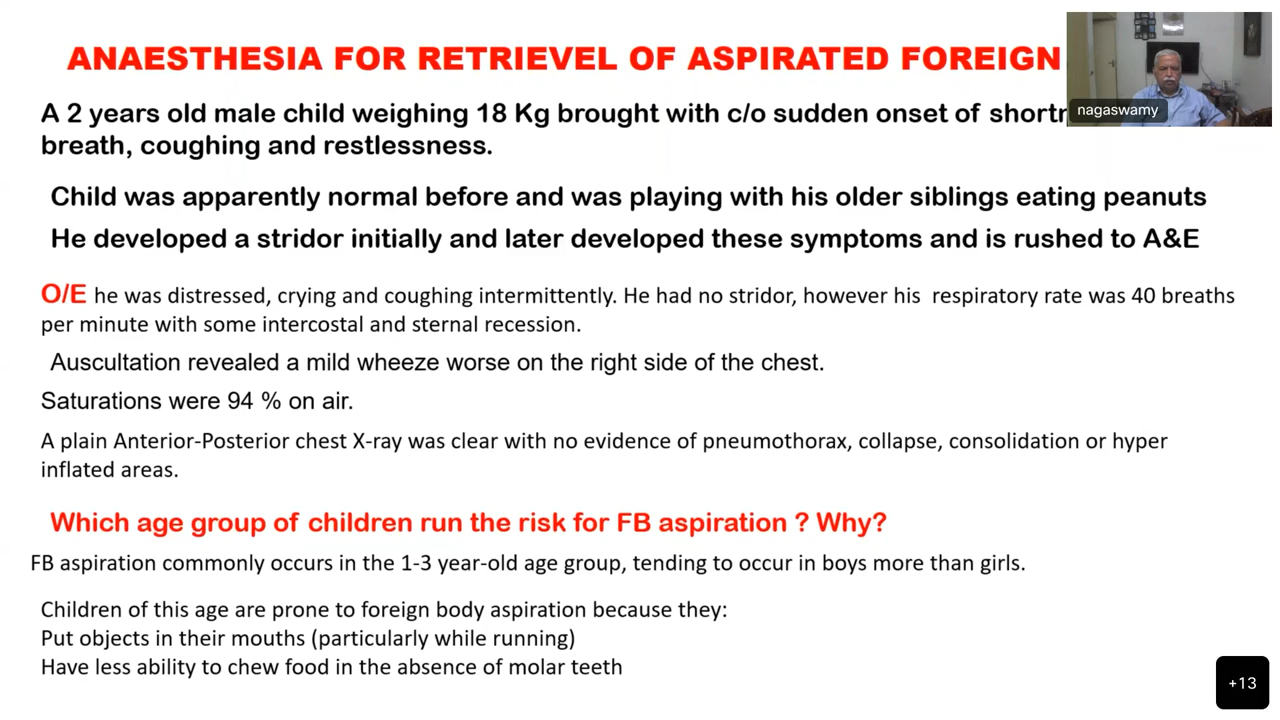 ANAESTHESIA FOR RETRIEVEL OF ASPIRATED FOREIGN
A 2 years old male child weighing 18 Kg brought with c/o sudden onset of
breath, coughing and restlessness.
nagaswamy
Child was apparently normal before and was playing with his older siblings eating peanuts
He developed a stridor initially and later developed these symptoms and is rushed to A&E
O/E he was distressed, crying and coughing intermittently. He had no stridor, however his respiratory rate was 40 breaths
per minute with some intercostal and sternal recession.
Auscultation revealed a mild wheeze worse on the right side of the chest.
Saturations were 94 % on air.
A plain Anterior-Posterior chest X-ray was clear with no evidence of pneumothorax, collapse, consolidation or hyper
inflated areas.
Which age group of children run the risk for FB aspiration ? Why?
FB aspiration commonly occurs in the 1-3 year-old age group, tending to occur in boys more than girls.
Children of this age are prone to foreign body aspiration because they:
Put objects in their mouths (particularly while running)
Have less ability to chew food in the absence of molar teeth
+13